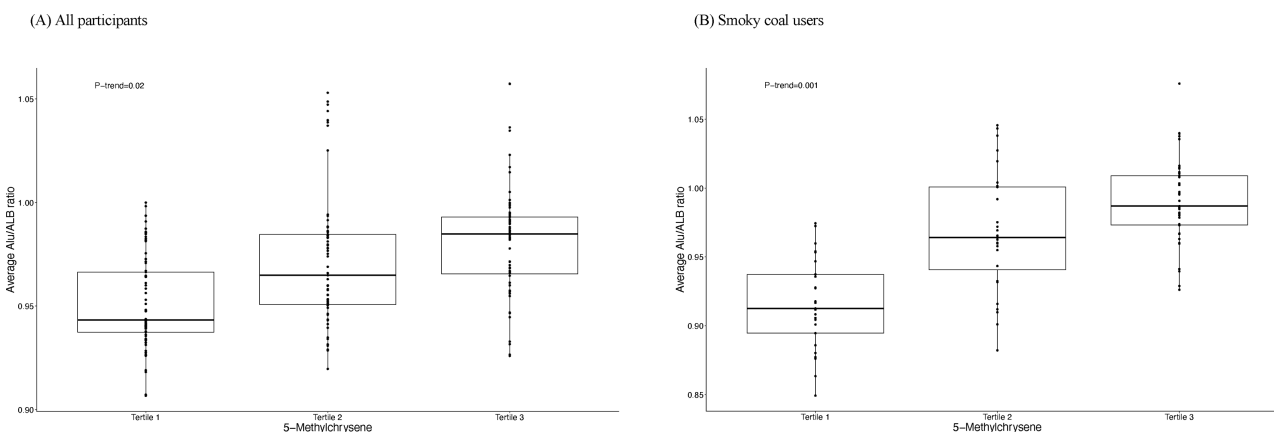 (A) All participants
(B) Smoky coal users
P−trend=0.02
1.05
1.00
0.95
0.90
Average Alu/ALB ratio
Tertile 1
Tertile 2
Tertile 3
5−Methylchrysene
P−trend=0.001
1.05
1.00
0.95
0.90
0.85
Average Alu/ALB ratio
Tertile 1
Tertile 2
Tertile 3
5−Methylchrysene